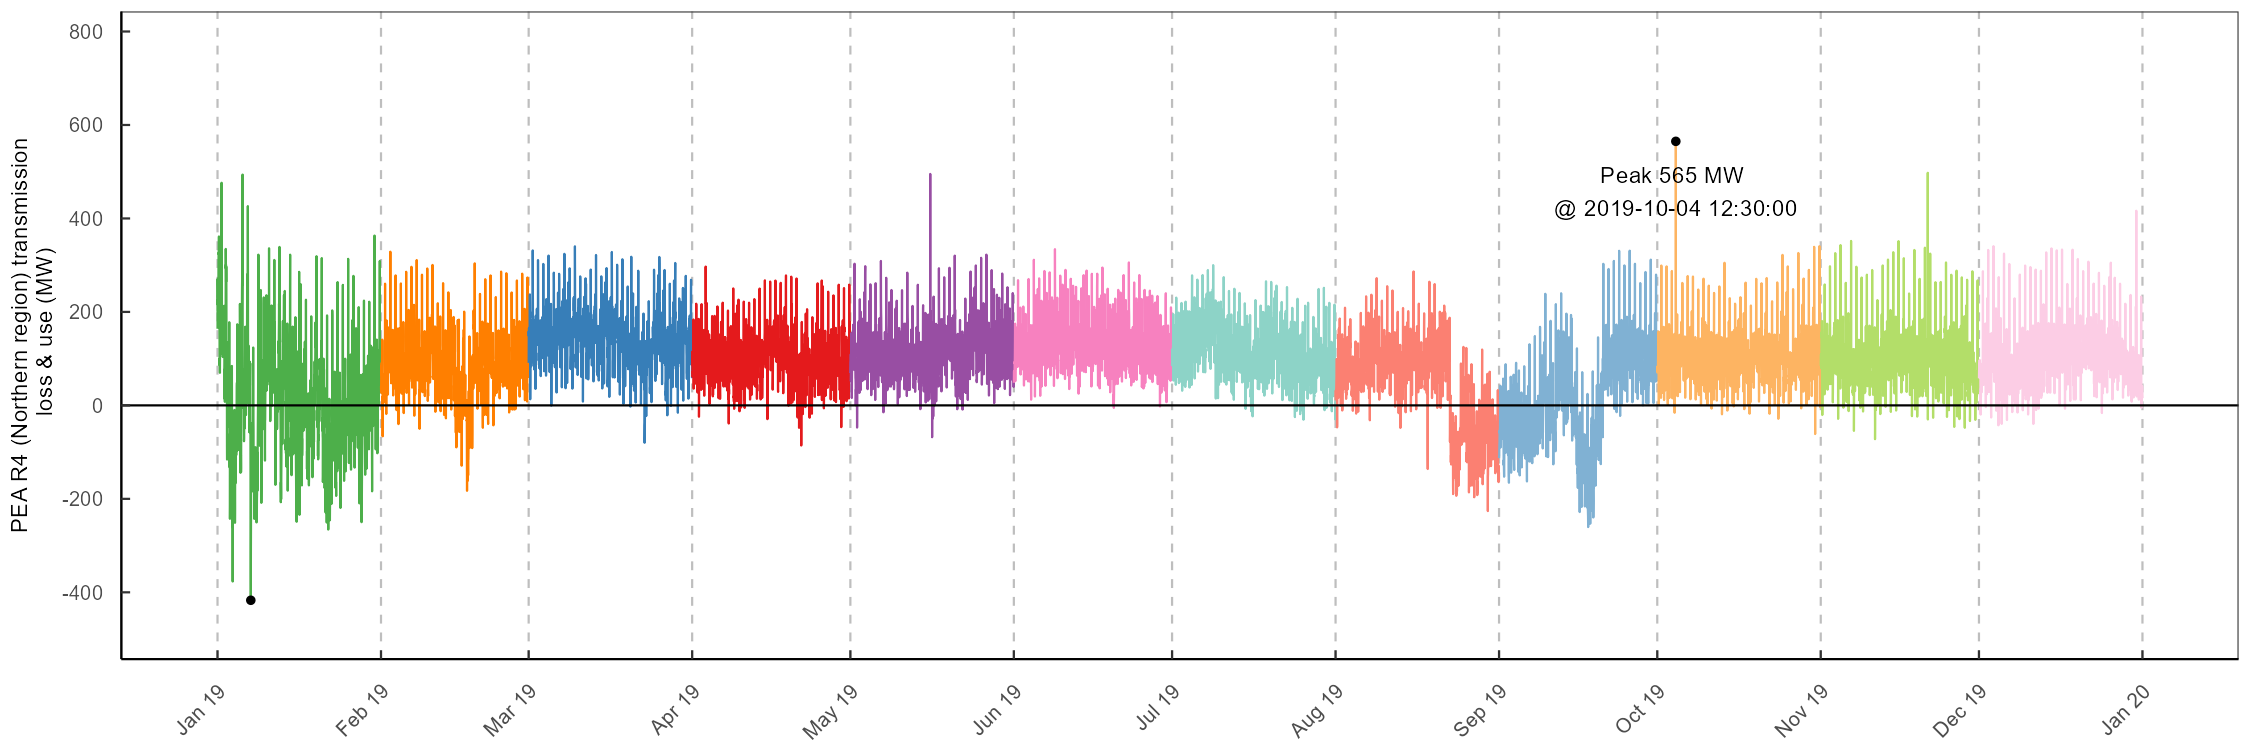 PEA R4 (Northern region) transmission
loss & use (MW)
800
600
400
200
0
-200
-400
Peak 565 MW
@ 2019-10-04 12:30:00
Jan 19
Feb 19
Mar 19
Apr 19
May 19
Jun 19
Jul 19
Aug 19
Sep 19
Oct 19
Nov 19
Dec 19
Jan 20